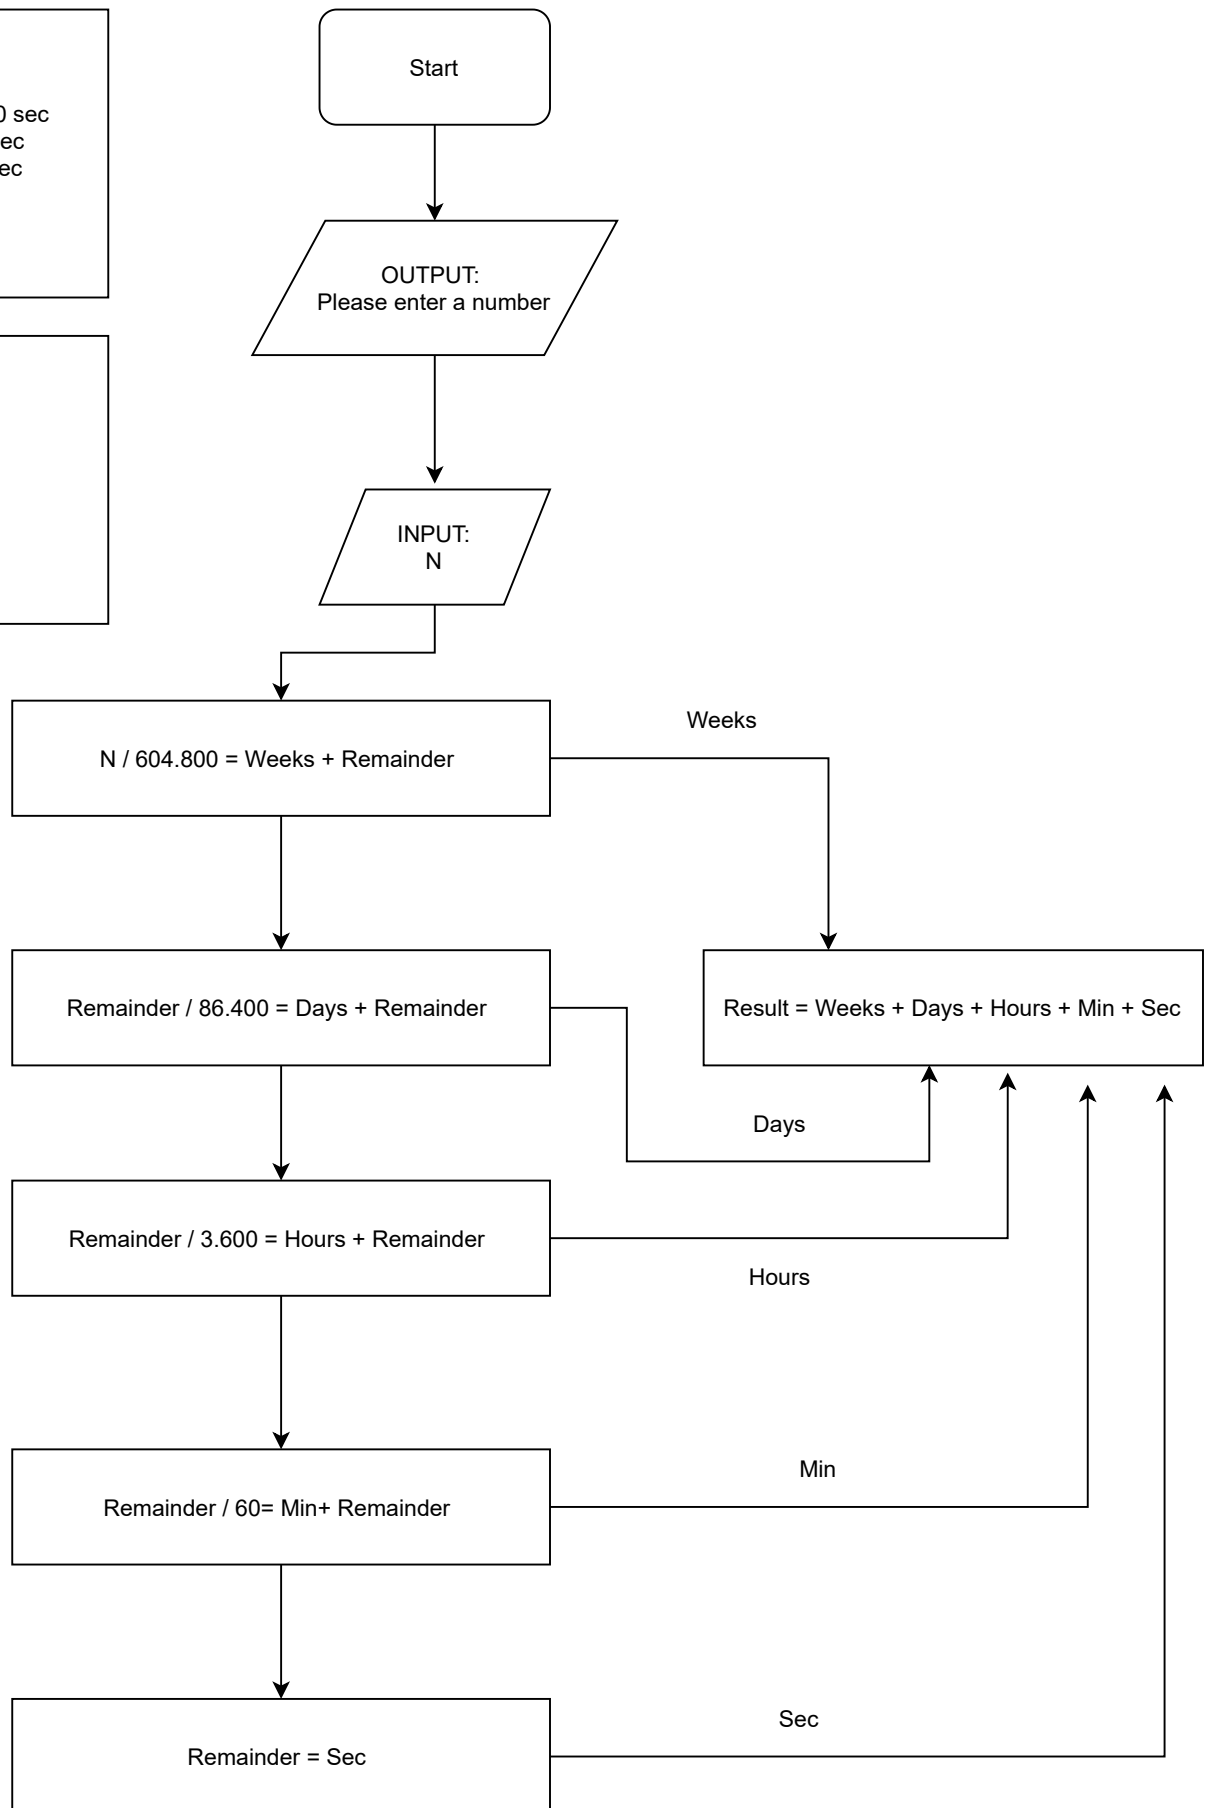 0 sec
ec
ec
Start
OUTPUT:
Please enter a number
INPUT:
N
N / 604.800 = Weeks + Remainder
Weeks
Remainder / 86.400 = Days + Remainder
Result = Weeks + Days + Hours + Min + Sec
Days
Remainder / 3.600 = Hours + Remainder
Hours
Remainder / 60= Min+ Remainder
Min
Remainder = Sec
Sec